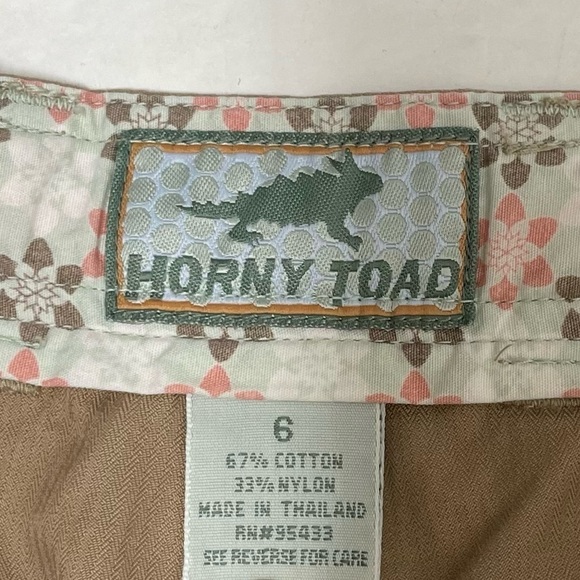 HORNY TOAD
6
67% COTTON
33% NYLON
MADE IN THAILAND
RN#95433
SEE REVERSE FOR CARE